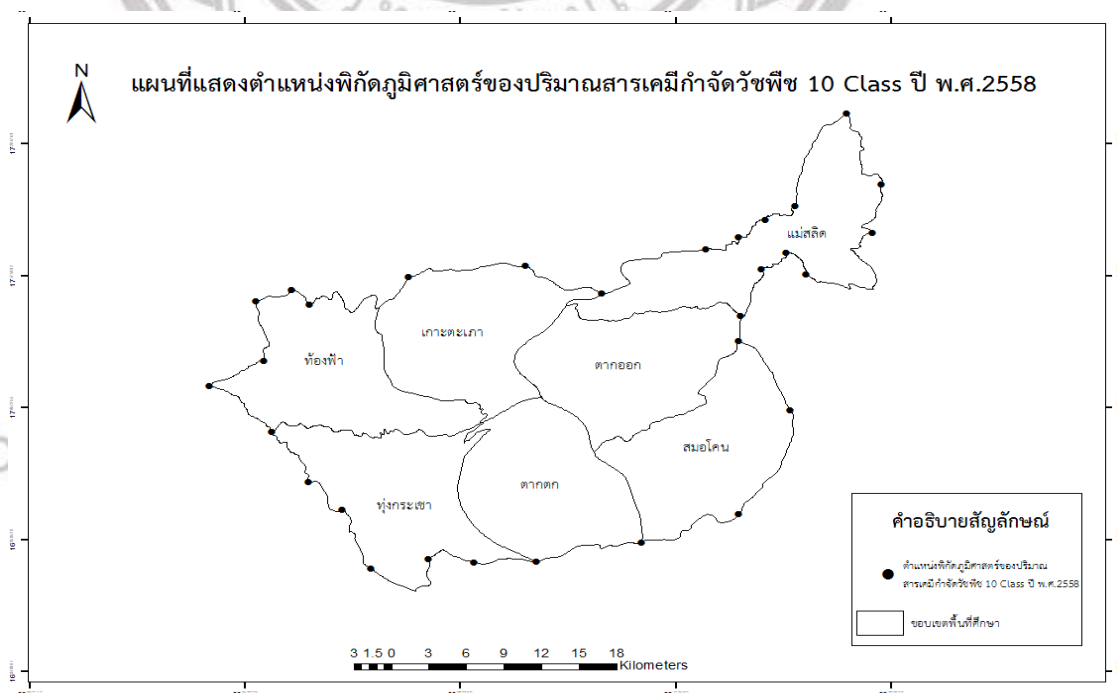 N
แผนที่แสดงตำแหน่งพิกัดภูมิศาสตร์ของปริมาณสารเคมีกำจัดวัชพืช 10 Class ปี พ.ศ.2558
แม่สลิด
เกาะตะเภา
ท้องฟ้า
ตากออก
สมอโคน
ตากตก
ทุ่งกระเชา
คำอธิบายสัญลักษณ์
ตำแหน่งพิกัดภูมิศาสตร์ของปริมาณ
สารเคมีกำจัดวัชพืช 10 Class ปี พ.ศ.2558
ขอบเขตพื้นที่ศึกษา
3 1.5 0 3 6 9 12 15 18
Kilometers